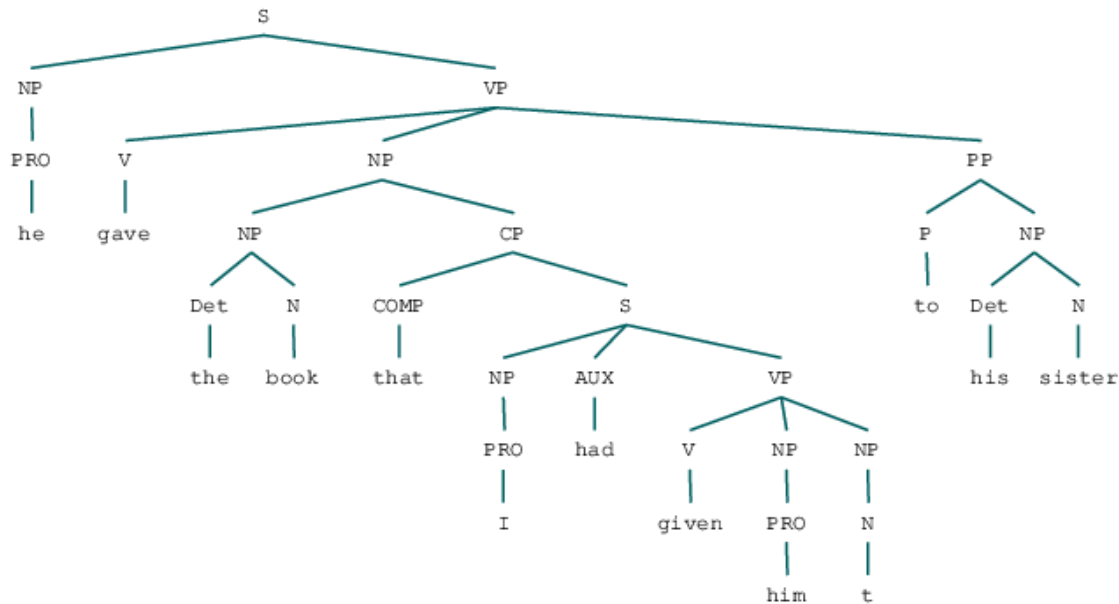 S
NP VP
PRO V NP PP
he gave NP CP P NP
Det N COMP S to Det N
the book that NP AUX VP his sister
PRO had V NP NP
I given PRO N
him t